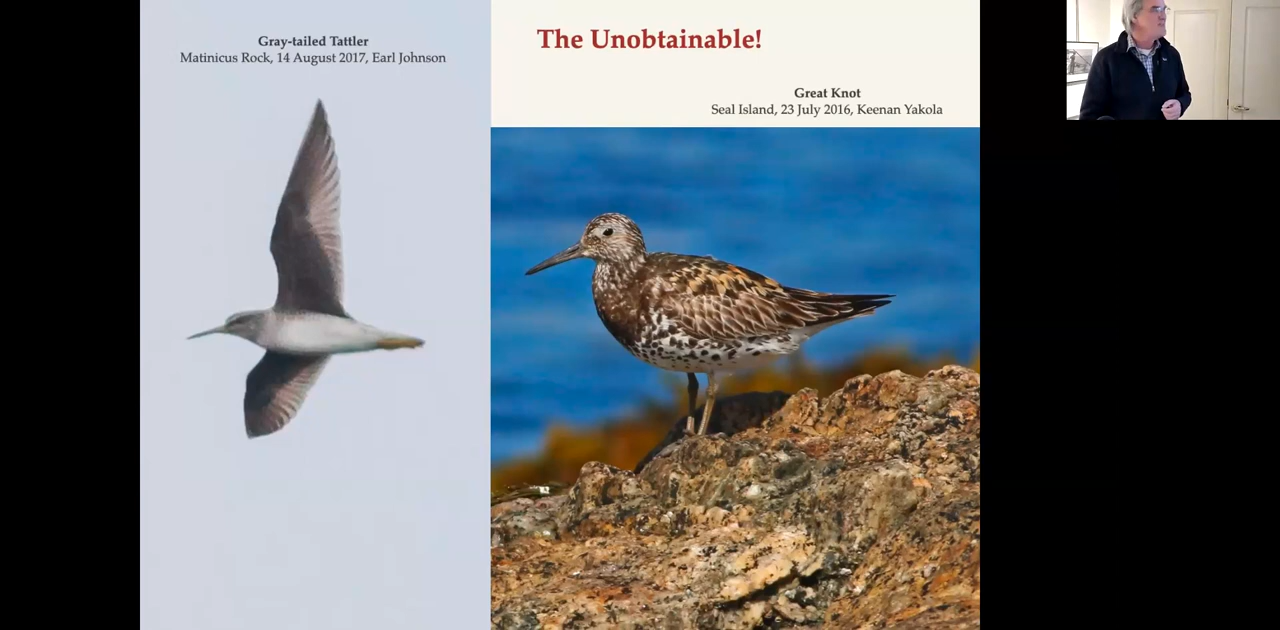 Gray-tailed Tattler
Matinicus Rock, 14 August 2017, Earl Johnson
The Unobtainable!
Great Knot
Seal Island, 23 July 2016, Keenan Yakola